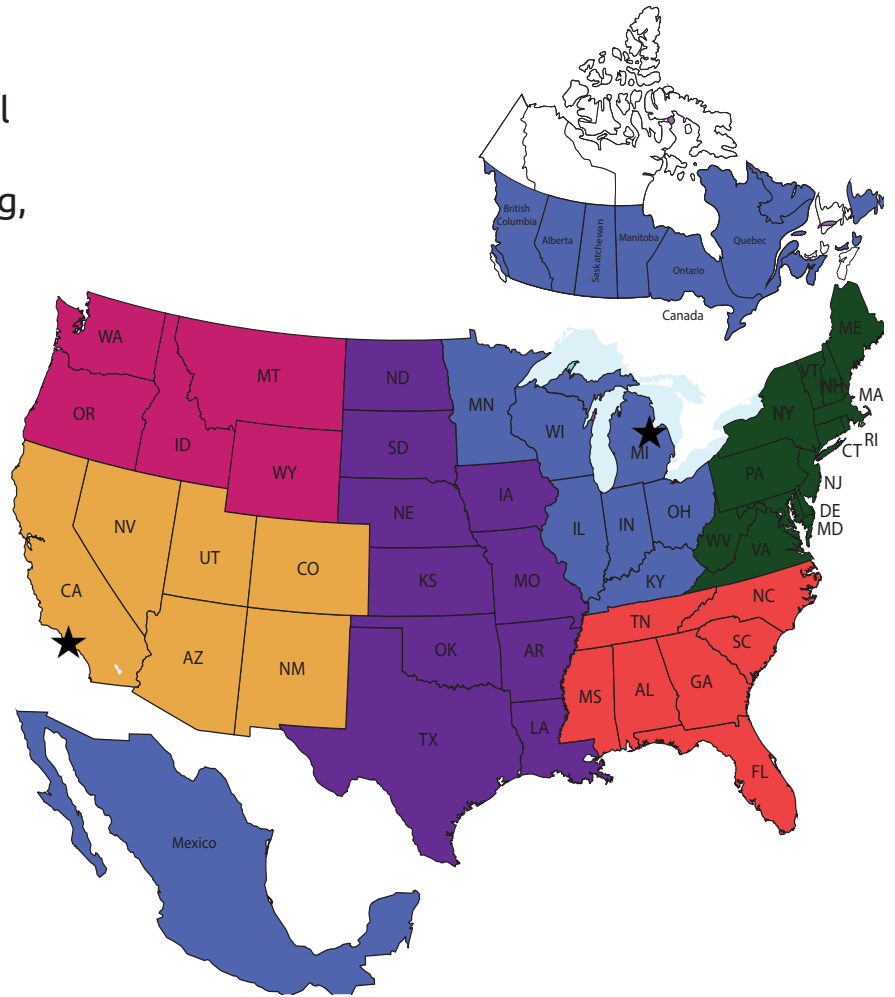 l
g,
British
Columbia
Alberta
Saskatchewan
Manitoba
Ontario
Quebec
Canada
WA
OR
ID
MT
WY
ND
SD
NE
KS
OK
TX
MN
IA
MO
AR
LA
WI
MI
IL
IN
OH
KY
ME
VT
NH
MA
NY
CT
RI
PA
NJ
DE
MD
WV
VA
CA
NV
UT
CO
AZ
NM
TN
NC
SC
MS
AL
GA
FL
Mexico